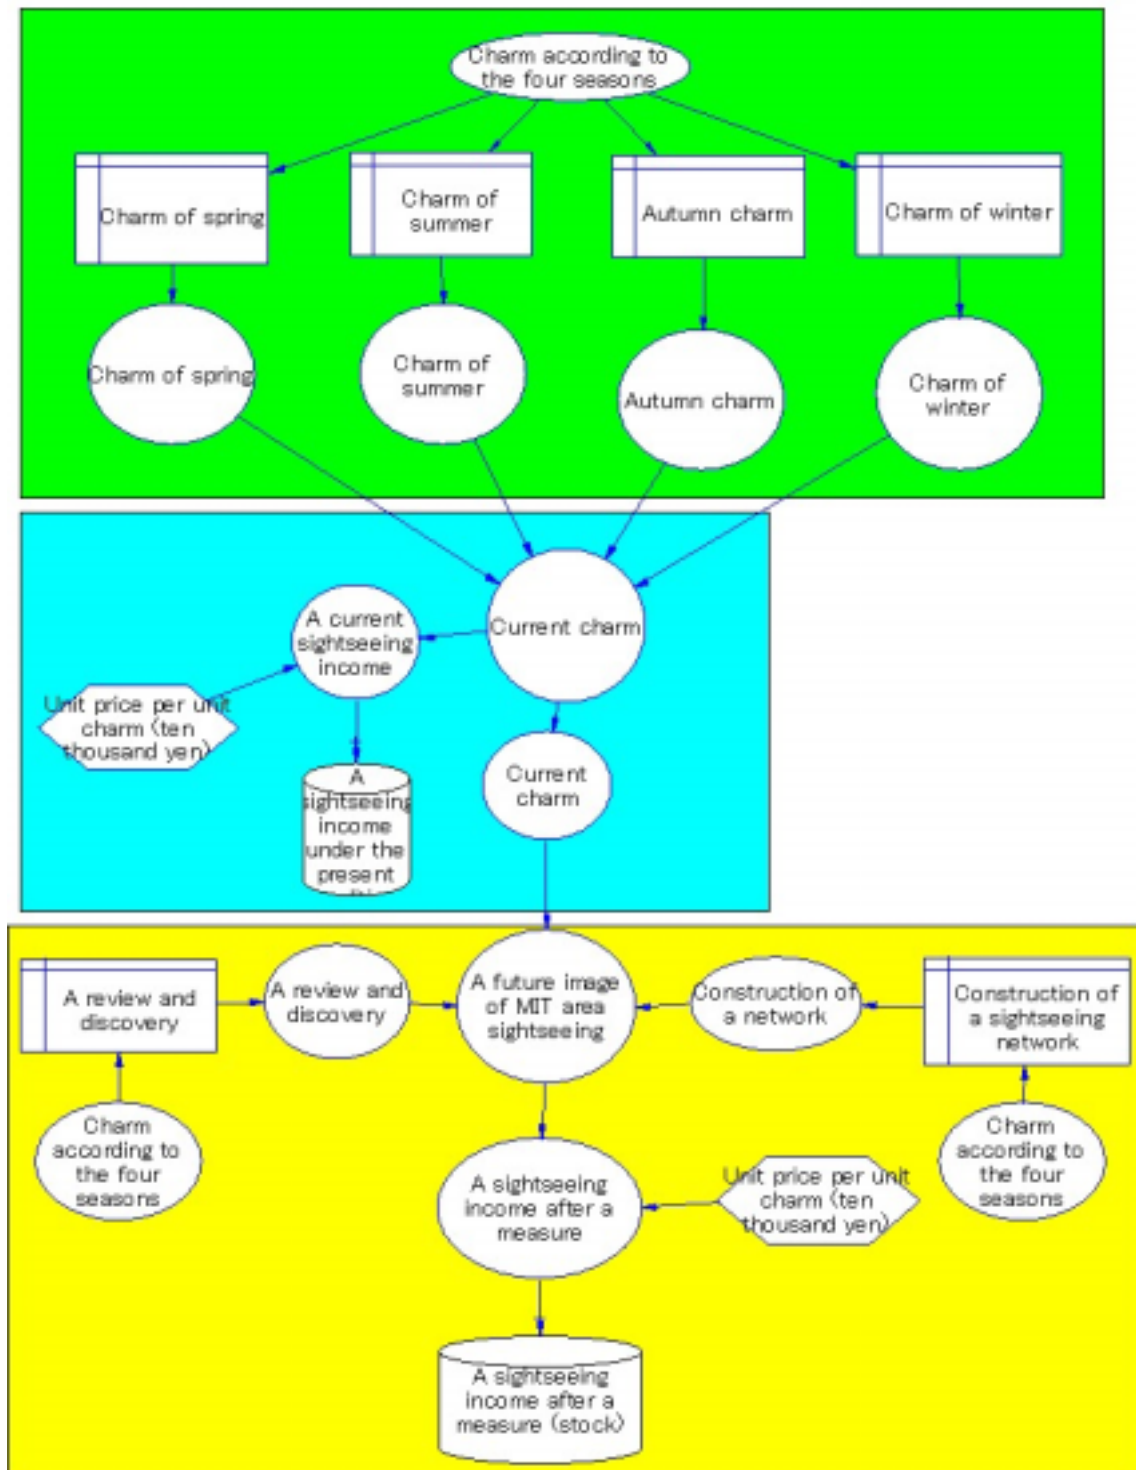 Charm according to
the four seasons
Charm of spring
Charm of
summer
Autumn charm
Charm of winter
Charm of spring
Charm of
summer
Autumn charm
Charm of
winter
Current charm
A current
sightseeing
income
Unit price per unit
charm (ten
thousand yen)
Current
charm
A
sightseeing
income
under the
present
A review and
discovery
A review and
discovery
A future image
of MIT area
sightseeing
Construction of
a network
Construction of
a sightseeing
network
Charm
according to
the four
seasons
A sightseeing
income after a
measure
Unit price per unit
charm (ten
thousand yen)
Charm
according to
the four
seasons
A sightseeing
income after a
measure (stock)